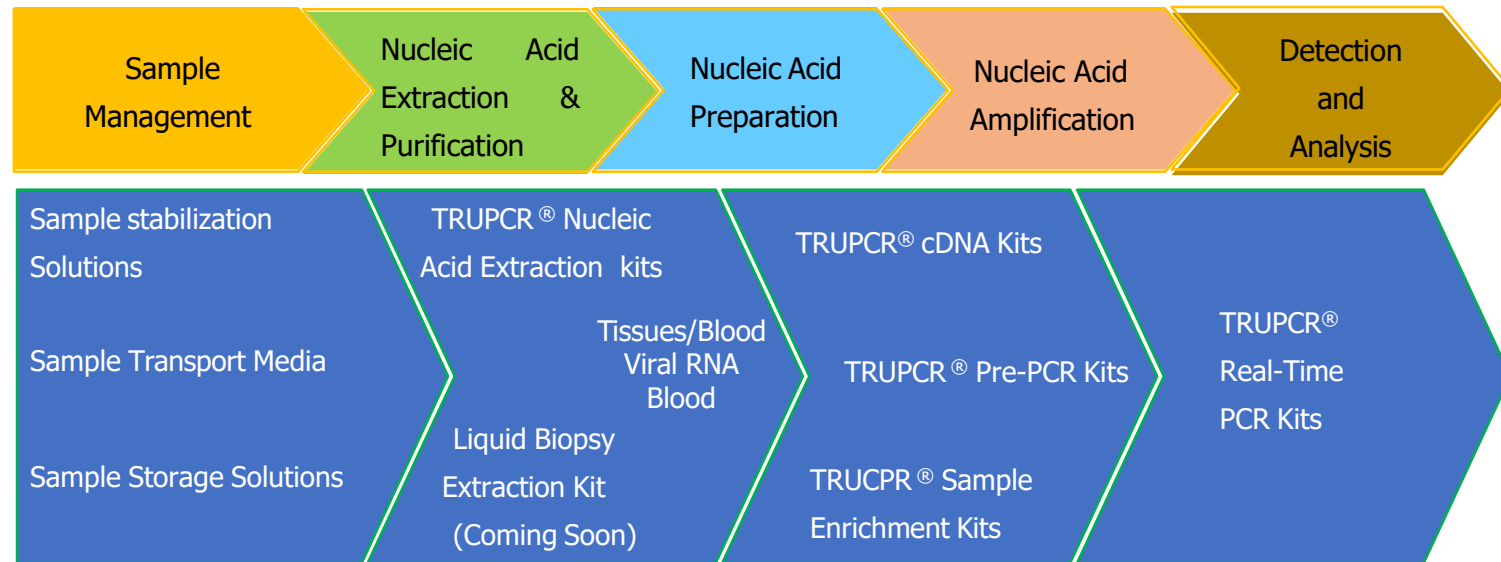 Sample
Management
Nucleic Acid
Extraction &
Purification
Nucleic Acid
Preparation
Nucleic Acid
Amplification
Detection
and
Analysis
Sample stabilization
Solutions
Sample Transport Media
Sample Storage Solutions
TRUPCR ® Nucleic
Acid Extraction kits
Tissues/Blood
Viral RNA
Blood
Liquid Biopsy
Extraction Kit
(Coming Soon)
TRUPCR® cDNA Kits
TRUPCR ® Pre-PCR Kits
TRUCPR ® Sample
Enrichment Kits
TRUPCR®
Real-Time
PCR Kits